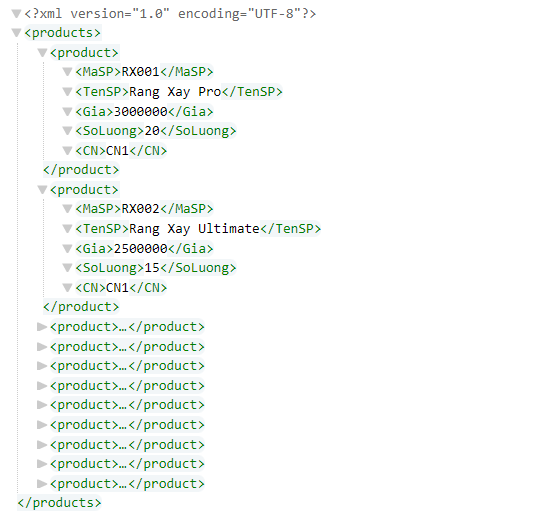 <?xml version="1.0" encoding="UTF-8"?>
<products>
<product>
<MaSP>RX001</MaSP>
<TenSP>Rang Xay Pro</TenSP>
<Gia>3000000</Gia>
<SoLuong>20</SoLuong>
<CN>CN1</CN>
</product>
<product>
<MaSP>RX002</MaSP>
<TenSP>Rang Xay Ultimate</TenSP>
<Gia>2500000</Gia>
<SoLuong>15</SoLuong>
<CN>CN1</CN>
</product>
<product>…</product>
<product>…</product>
<product>…</product>
<product>…</product>
<product>…</product>
<product>…</product>
<product>…</product>
<product>…</product>
<product>…</product>
</products>